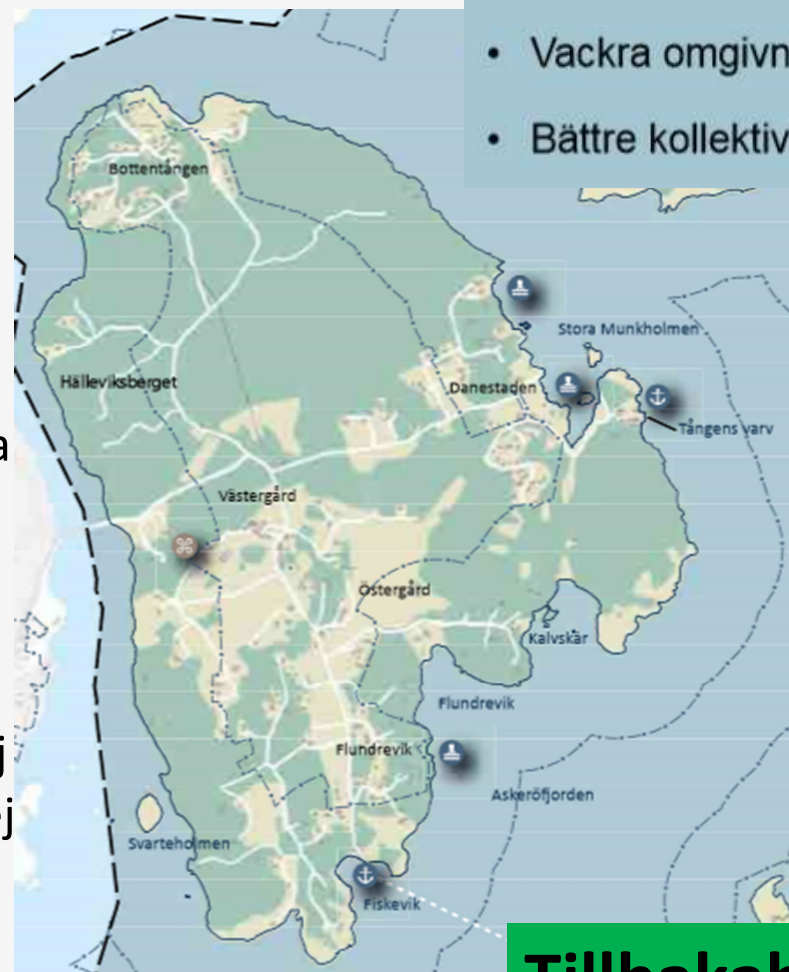 • Vackra omgivn
• Bättre kollektiv
Bottentången
Stora Munkholmen
Hälleviksberget
Danestaden
a
Tångens varv
Västergård
Östergård
Kalvskär
Flundrevik
j
Flundrevik
ej
Askeröfjorden
Svarteholmen
Fiskevik